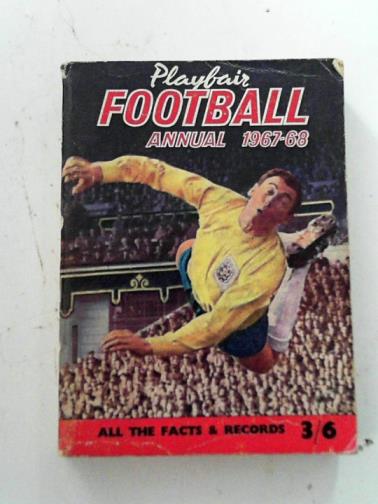 Playfair
FOOTBALL
ANNUAL 1967-68
ALL THE FACTS & RECORDS 3/6